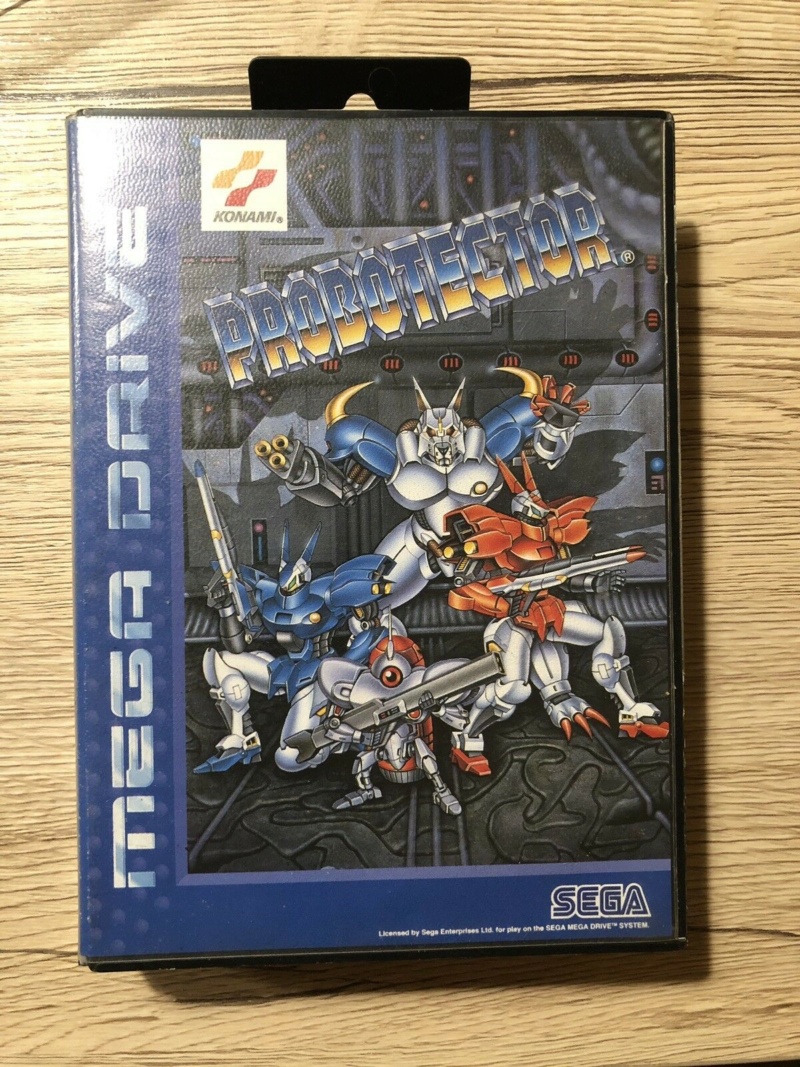 KONAMI®
PROBOTECTOR®
MEGA DRIVE
SEGA
Licensed by Sega Enterprises Ltd. for play on the SEGA MEGA DRIVE™ SYSTEM.